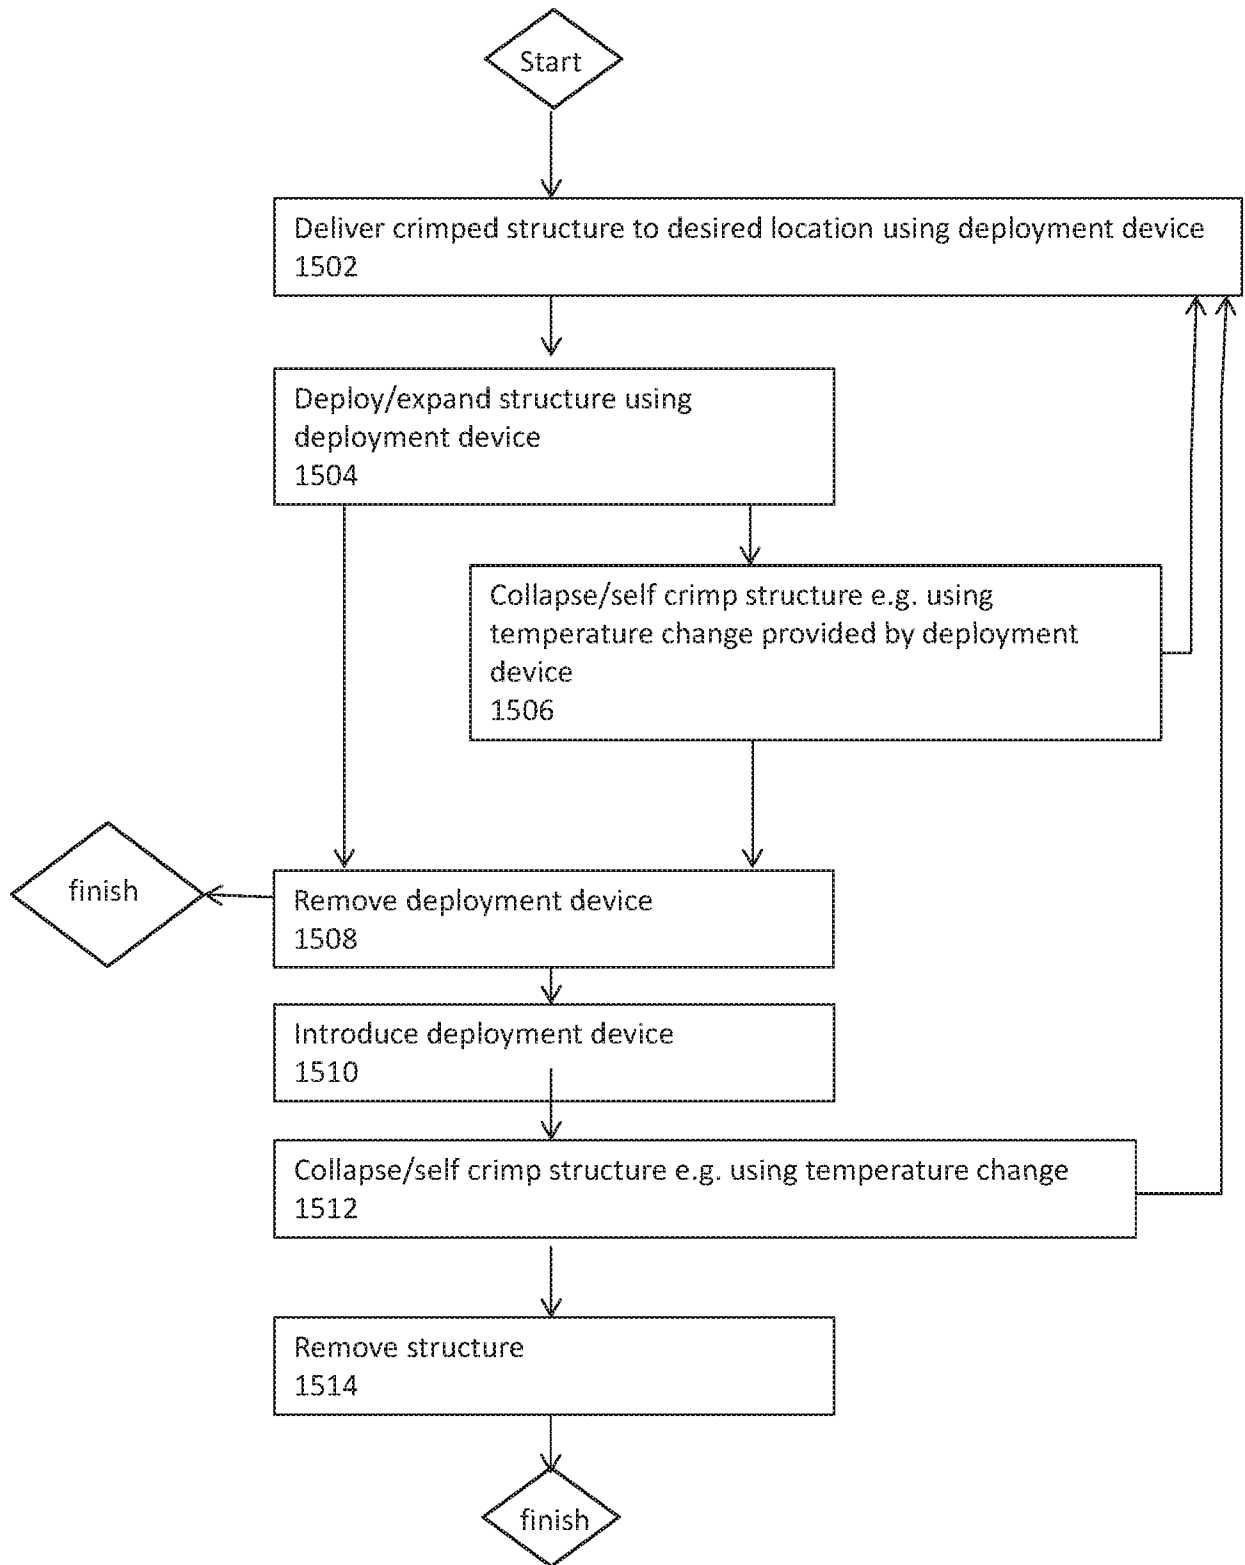 Start
Deliver crimped structure to desired location using deployment device
1502
Deploy/expand structure using
deployment device
1504
Collapse/self crimp structure e.g. using
temperature change provided by deployment
device
1506
finish
Remove deployment device
1508
Introduce deployment device
1510
Collapse/self crimp structure e.g. using temperature change
1512
Remove structure
1514
finish